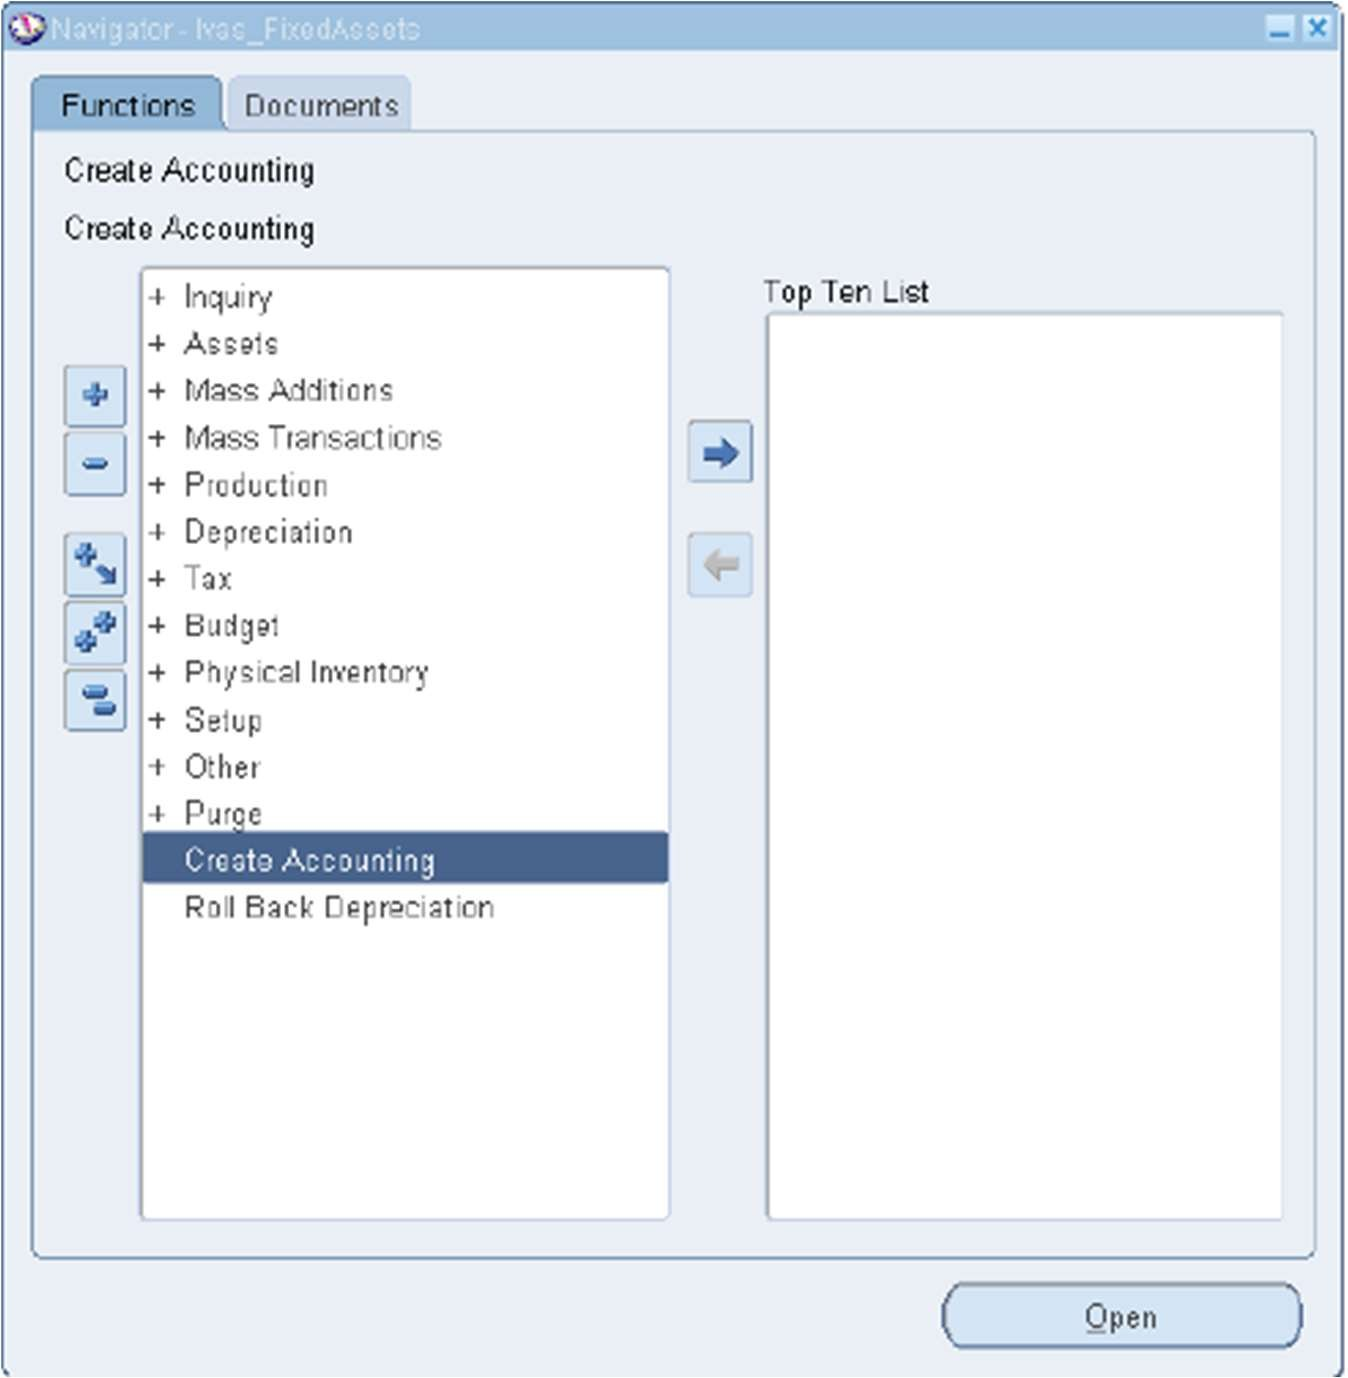 Navigator - Ivas_FixedAssets
Functions
Documents
Create Accounting
Create Accounting
+ Inquiry
+ Assets
+ Mass Additions
+ Mass Transactions
+ Production
+ Depreciation
+ Tax
+ Budget
+ Physical Inventory
+ Setup
+ Other
+ Purge
Create Accounting
Roll Back Depreciation
Top Ten List
Open